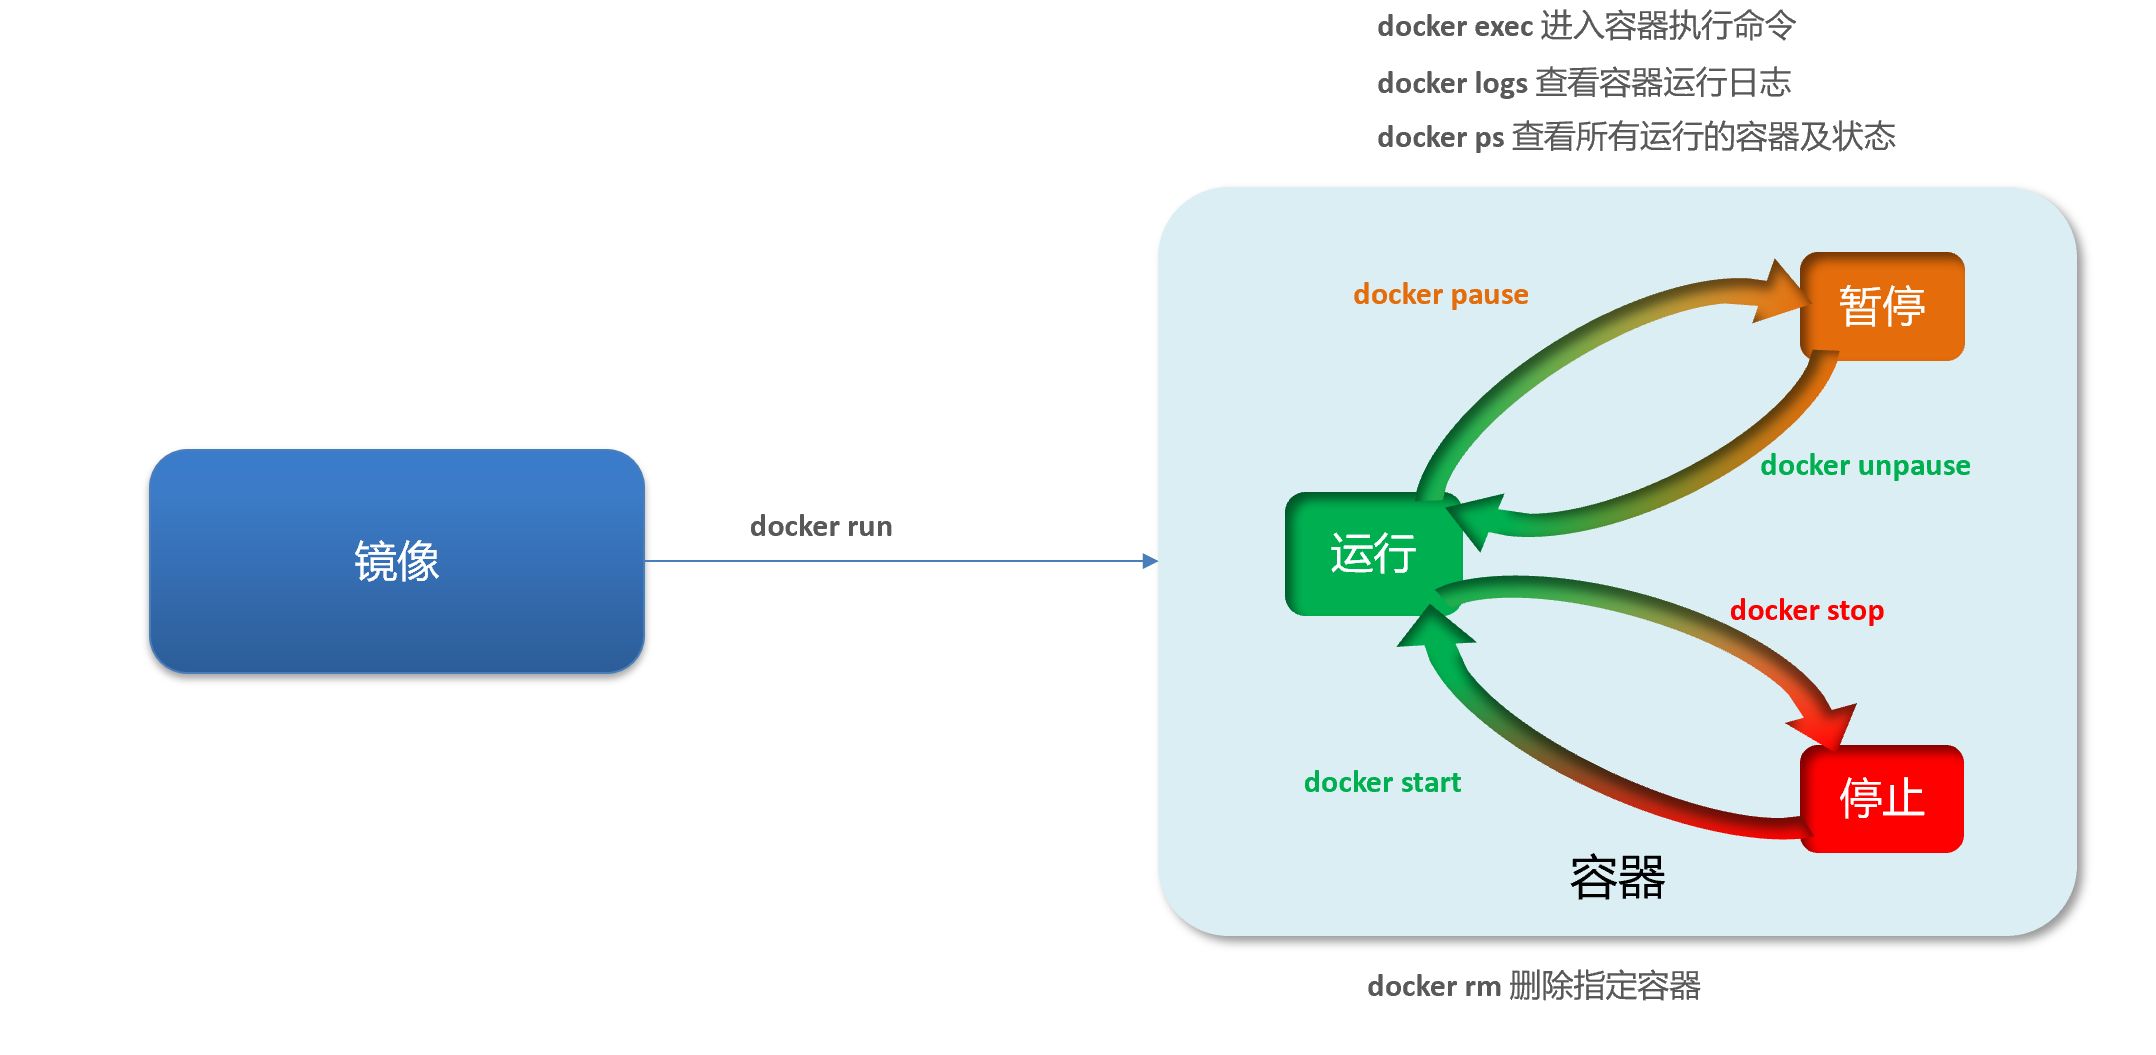 docker exec 进入容器执行命令
docker logs 查看容器运行日志
docker ps 查看所有运行的容器及状态
docker pause
暂停
docker unpause
镜像
docker run
运行
docker stop
docker start
停止
容器
docker rm 删除指定容器